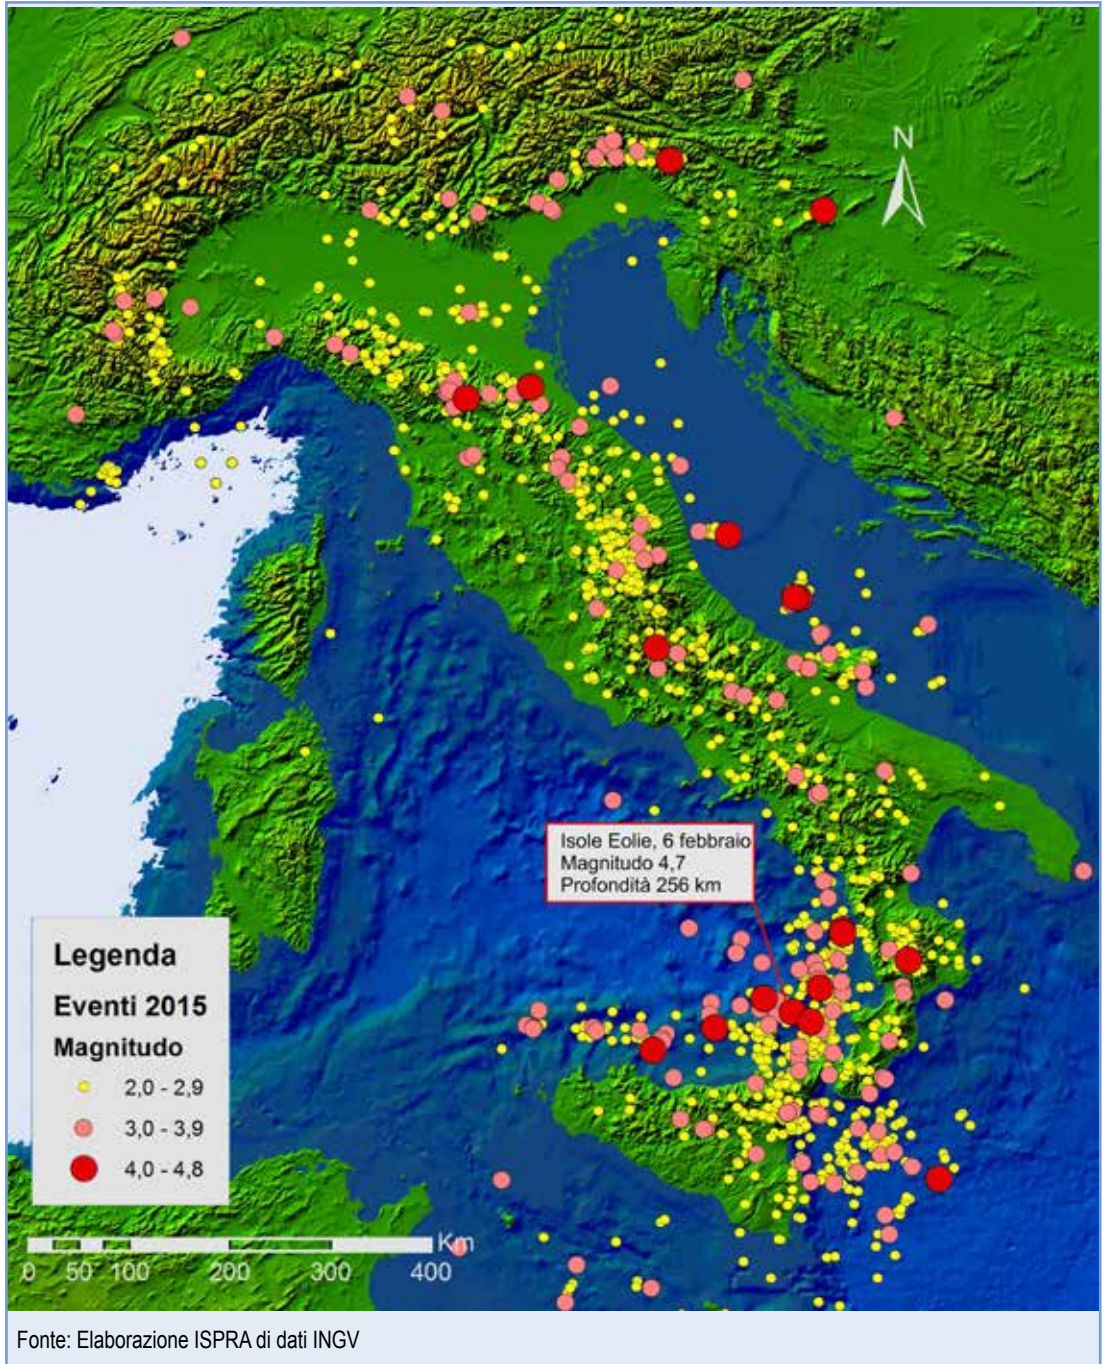 N
Isole Eolie, 6 febbraio
Magnitudo 4,7
Profondità 256 km
Legenda
Eventi 2015
Magnitudo
2,0 - 2,9
3,0 - 3,9
4,0 - 4,8
Km
0 50 100 200 300 400
Fonte: Elaborazione ISPRA di dati INGV